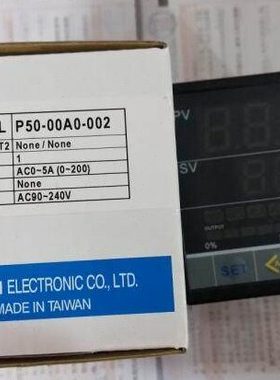 L P50-00A0-002
T2 None / None
1
AC0~5A (0~200)
None
AC90~240V
ELECTRONIC CO., LTD.
MADE IN TAIWAN
PV
SV
OUTPUT
0%
SET